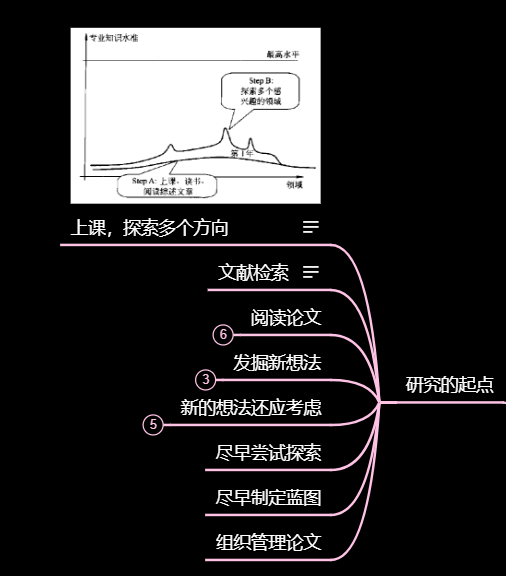 专业知识水准
最高水平
Step B:
探索多个感
兴趣的领域
第1年
Step A: 上课，读书，
阅读综述文章
领域
上课，探索多个方向
文献检索
阅读论文
6
发掘新想法
3
研究的起点
新的想法还应考虑
5
尽早尝试探索
尽早制定蓝图
组织管理论文